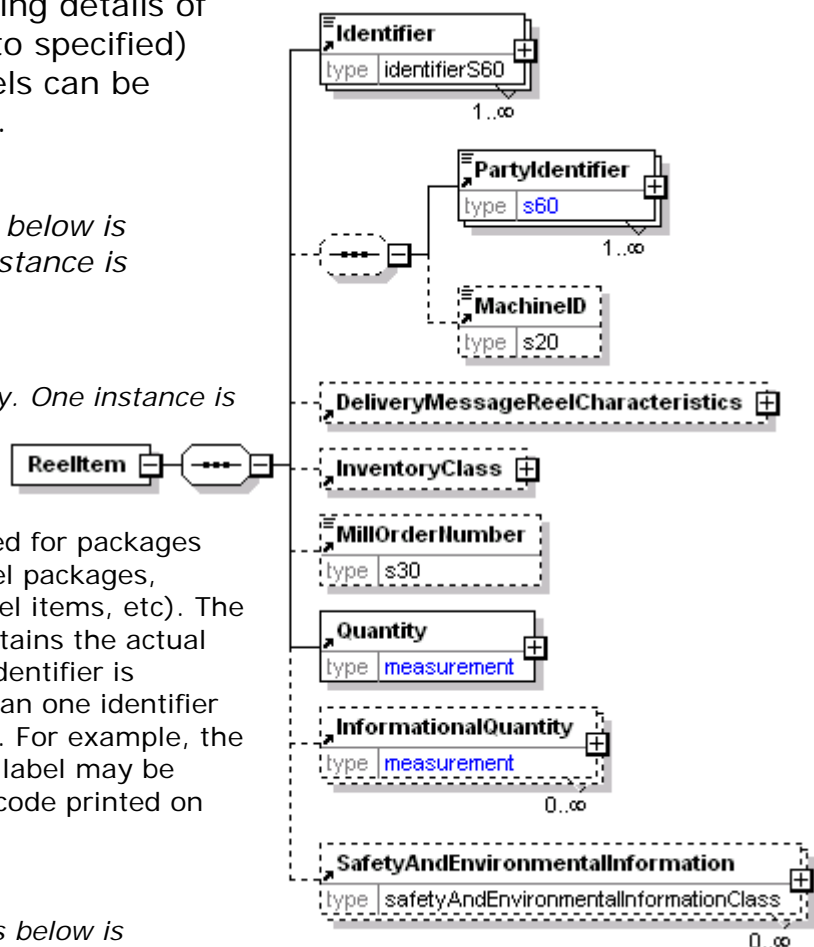 ing details of
to specified)
els can be
.
below is
stance is
y. One instance is
ed for packages
el packages,
el items, etc). The
tains the actual
dentifier is
an one identifier
. For example, the
label may be
code printed on
s below is
ReelItem
Identifier
type identifierS60
1..∞
PartyIdentifier
type s60
1..∞
MachineID
type s20
DeliveryMessageReelCharacteristics
InventoryClass
MillOrderNumber
type s30
Quantity
type measurement
InformationalQuantity
type measurement
0..∞
SafetyAndEnvironmentalInformation
type safetyAndEnvironmentalInformationClass
0..∞